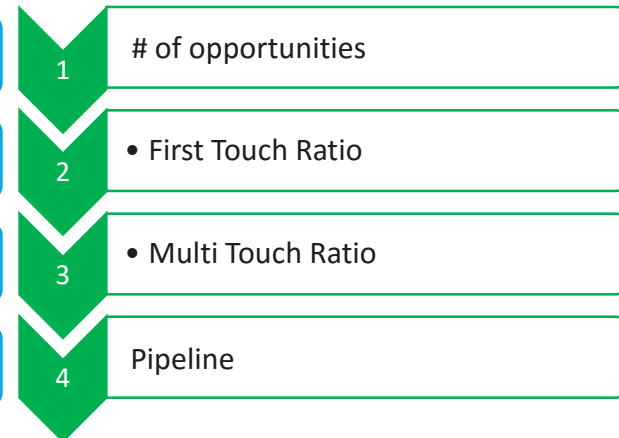 1
# of opportunities
2
• First Touch Ratio
3
• Multi Touch Ratio
4
Pipeline